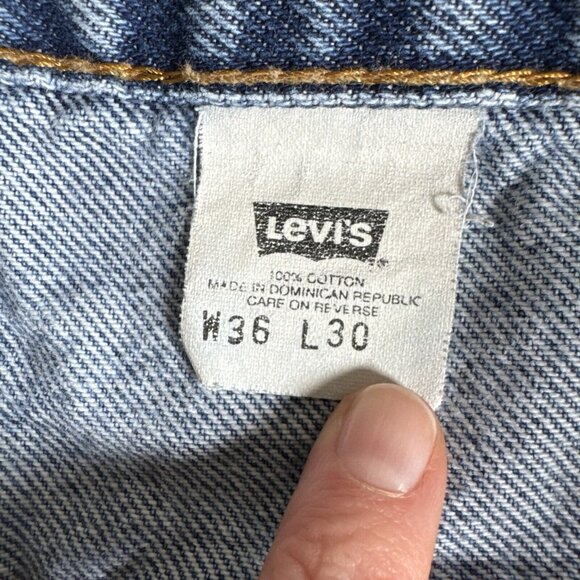 Levi's
100% COTTON
MADE IN DOMINICAN REPUBLIC
CARE ON REVERSE
W36 L30